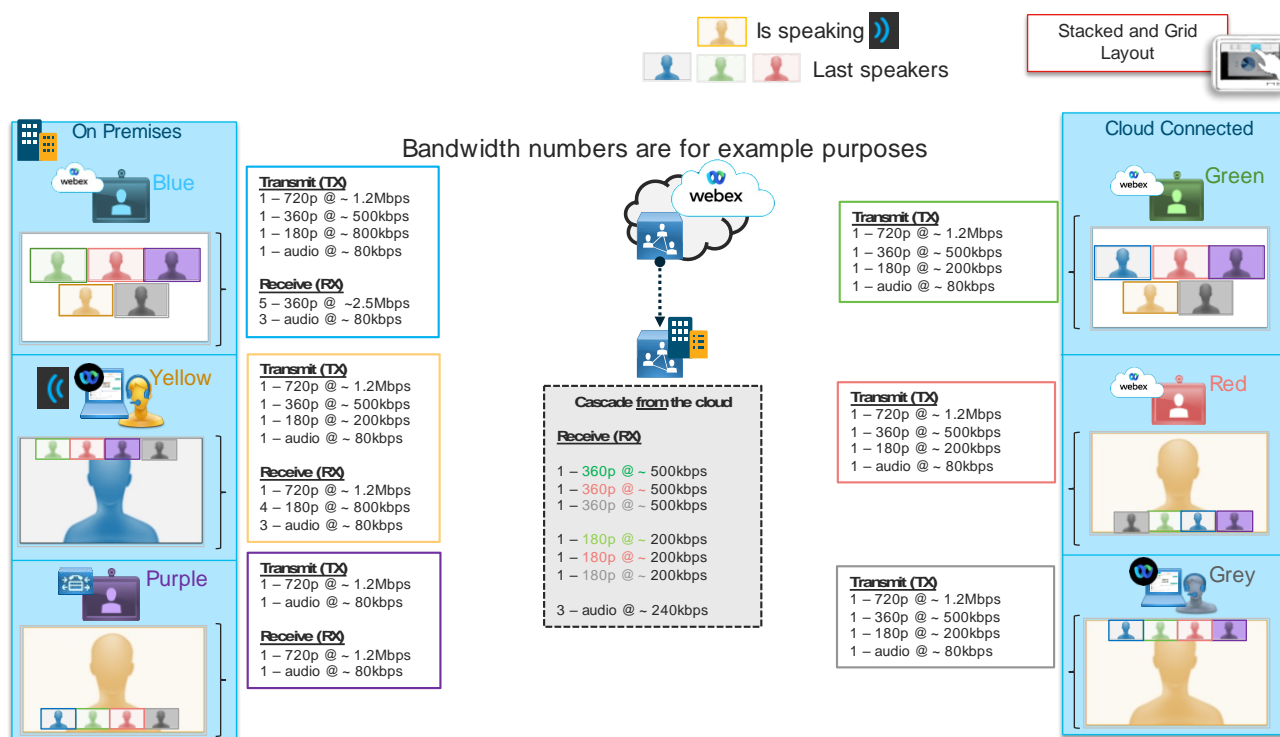 Is speaking
Last speakers
Stacked and Grid
Layout
On Premises
webex
Blue
Yellow
Purple
Transmit (TX)
1 – 720p @ ~ 1.2Mbps
1 – 360p @ ~ 500kbps
1 – 180p @ ~ 800kbps
1 – audio @ ~ 80kbps
Receive (RX)
5 – 360p @ ~2.5Mbps
3 – audio @ ~ 80kbps
Transmit (TX)
1 – 720p @ ~ 1.2Mbps
1 – 360p @ ~ 500kbps
1 – 180p @ ~ 200kbps
1 – audio @ ~ 80kbps
Receive (RX)
1 – 720p @ ~ 1.2Mbps
4 – 180p @ ~ 800kbps
3 – audio @ ~ 80kbps
Transmit (TX)
1 – 720p @ ~ 1.2Mbps
1 – audio @ ~ 80kbps
Receive (RX)
1 – 720p @ ~ 1.2Mbps
1 – audio @ ~ 80kbps
Bandwidth numbers are for example purposes
webex
Cascade from the cloud
Receive (RX)
1 – 360p @ ~ 500kbps
1 – 360p @ ~ 500kbps
1 – 360p @ ~ 500kbps
1 – 180p @ ~ 200kbps
1 – 180p @ ~ 200kbps
1 – 180p @ ~ 200kbps
3 – audio @ ~ 240kbps
Transmit (TX)
1 – 720p @ ~ 1.2Mbps
1 – 360p @ ~ 500kbps
1 – 180p @ ~ 200kbps
1 – audio @ ~ 80kbps
Transmit (TX)
1 – 720p @ ~ 1.2Mbps
1 – 360p @ ~ 500kbps
1 – 180p @ ~ 200kbps
1 – audio @ ~ 80kbps
Transmit (TX)
1 – 720p @ ~ 1.2Mbps
1 – 360p @ ~ 500kbps
1 – 180p @ ~ 200kbps
1 – audio @ ~ 80kbps
Cloud Connected
webex
Green
webex
Red
Grey